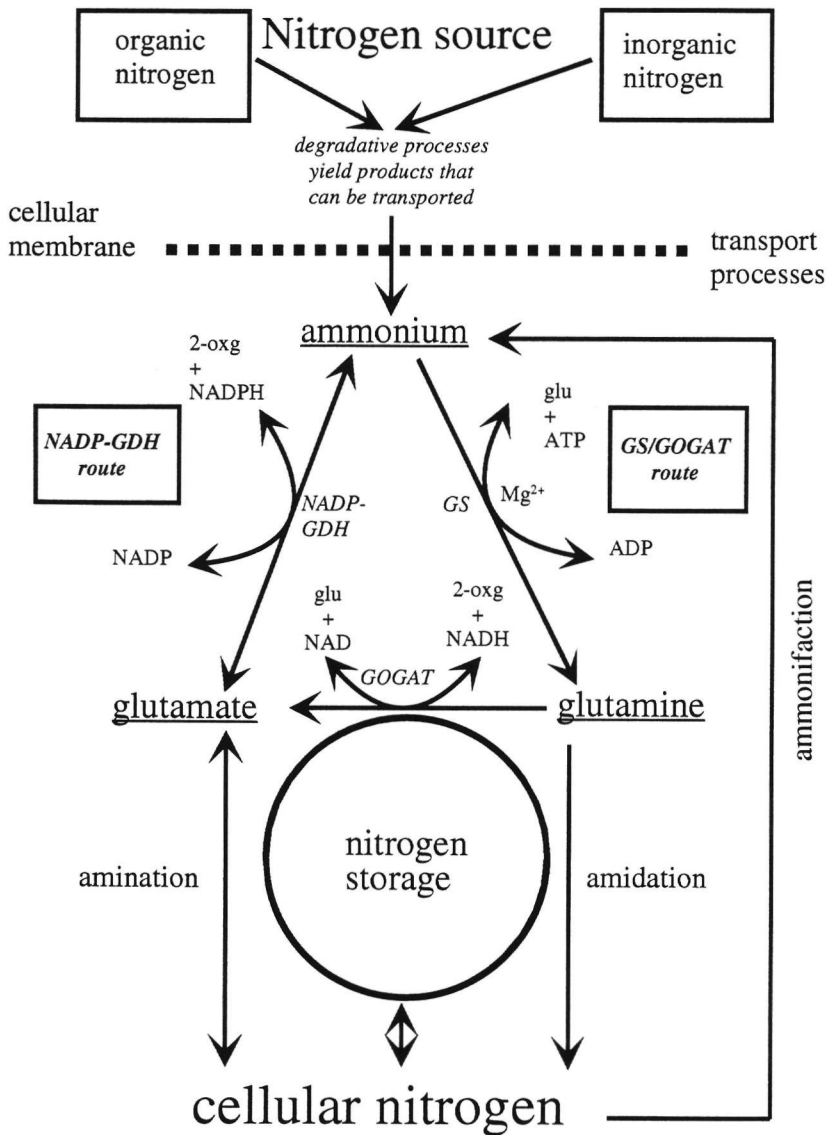 Nitrogen source
organic
nitrogen
inorganic
nitrogen
degradative processes
yield products that
can be transported
cellular
membrane
transport
processes
ammonium
2-oxg
+
NADPH
glu
+
ATP
NADP-GDH
route
GS/GOGAT
route
NADP-
GDH
GS
Mg²⁺
NADP
ADP
glu
+
NAD
2-oxg
+
NADH
GOGAT
glutamate
glutamine
ammonifaction
nitrogen
storage
amination
amidation
cellular nitrogen